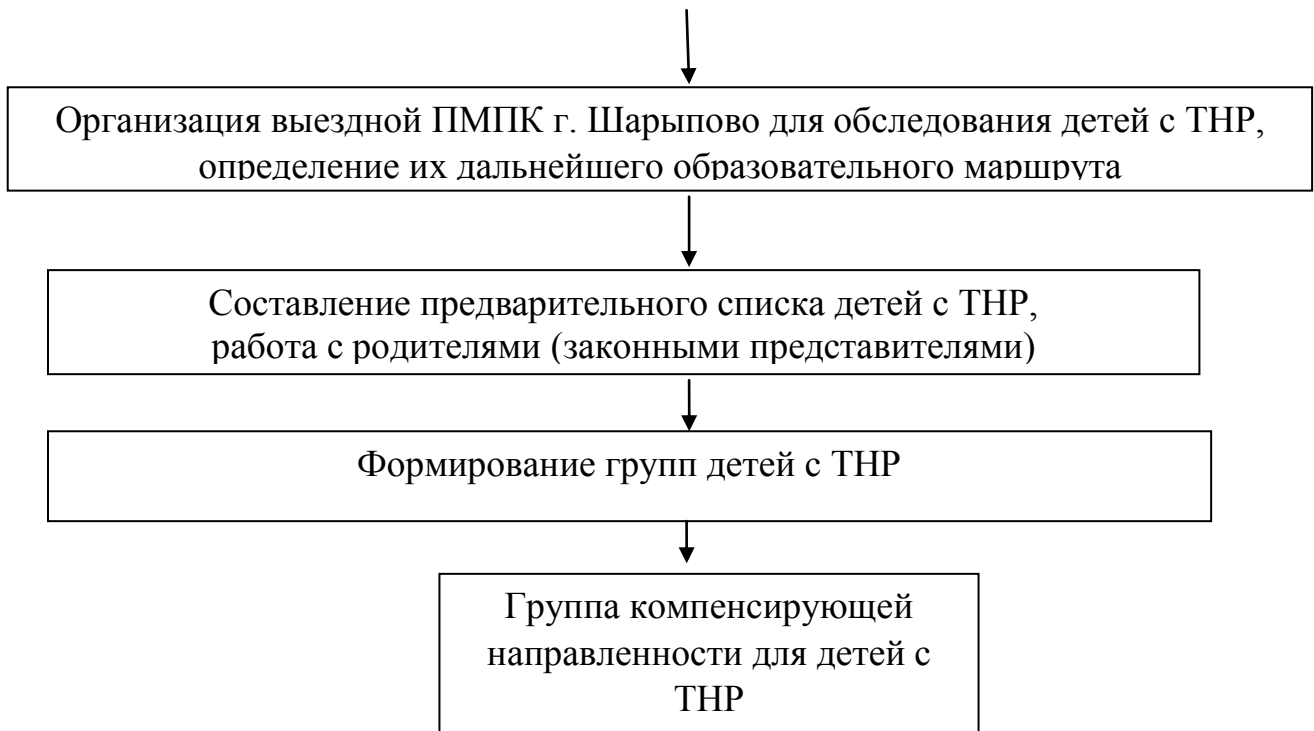 Организация выездной ПМПК г. Шарыпово для обследования детей с ТНР,
определение их дальнейшего образовательного маршрута
Составление предварительного списка детей с ТНР,
работа с родителями (законными представителями)
Формирование групп детей с ТНР
Группа компенсирующей
направленности для детей с
ТНР